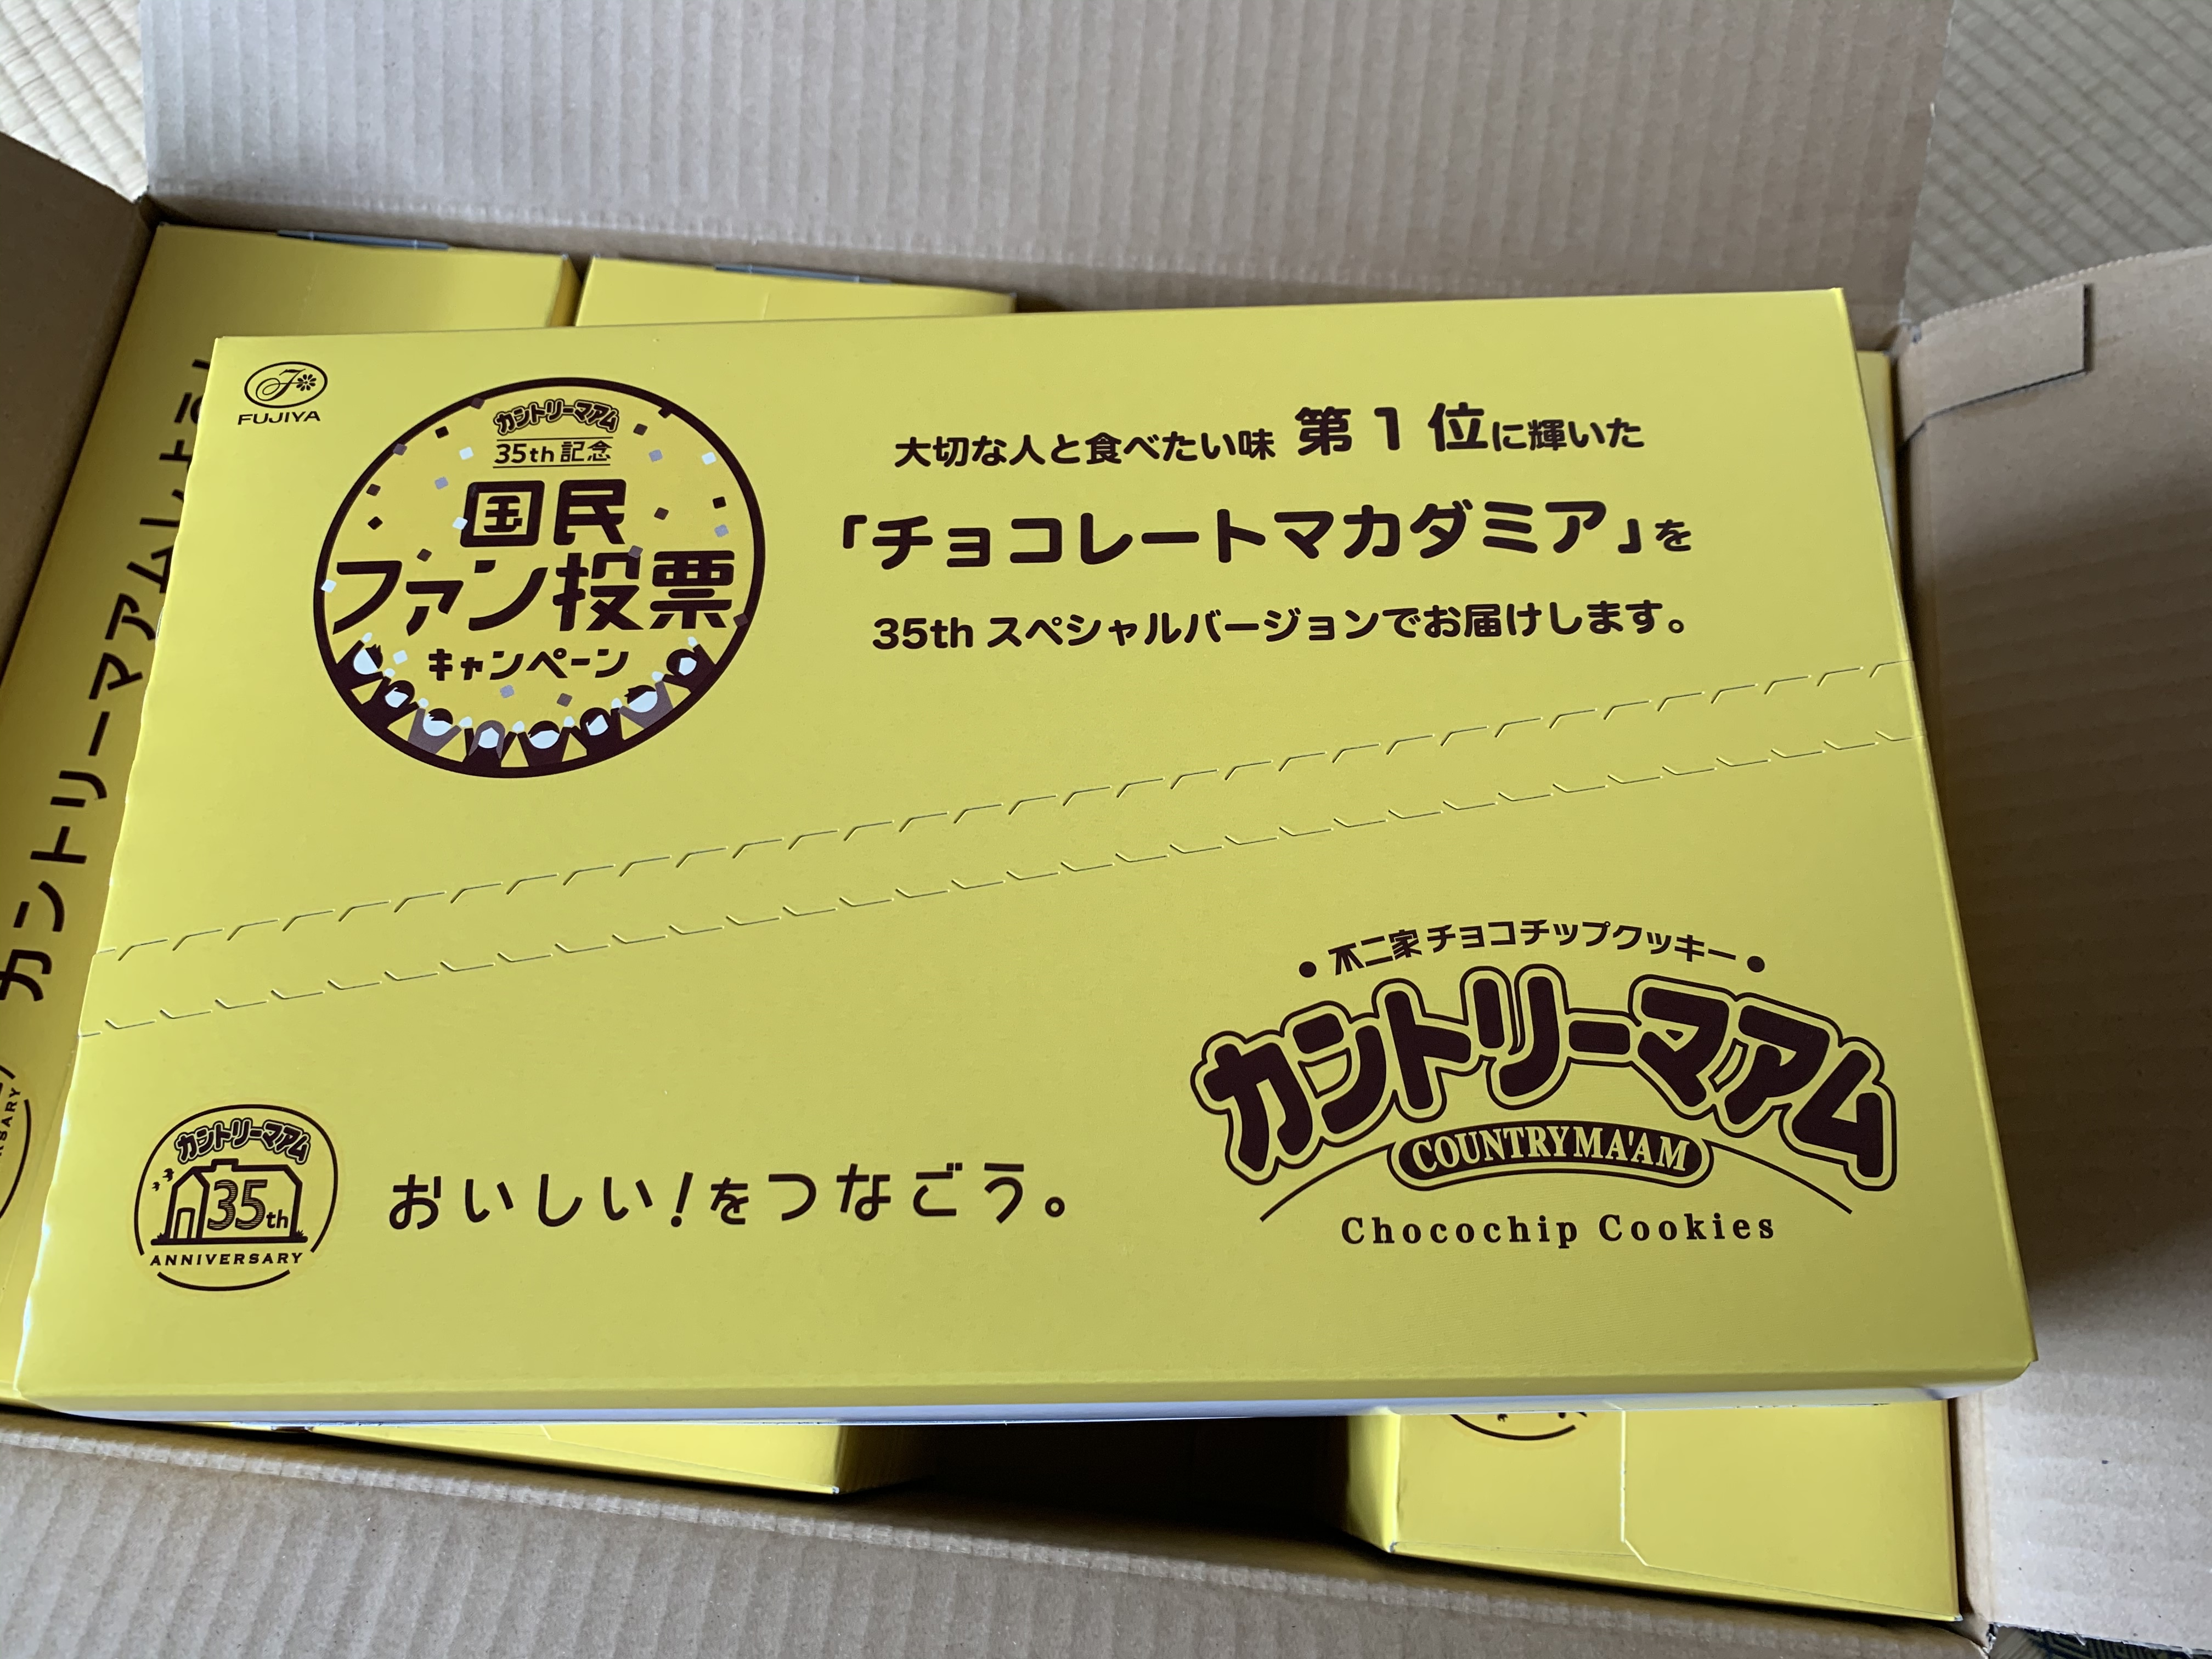 FUJIYA
カントリーマアム
35th 記念
国民
ファン投票
キャンペーン
大切な人と食べたい味 第1位に輝いた
「チョコレートマカダミア」を
35th スペシャルバージョンでお届けします。
不二家 チョコチップクッキー
カントリーマアム
COUNTRY MA'AM
Chocochip Cookies
カントリーマアム
35th
ANNIVERSARY
おいしい!をつなごう。
カントリーマアムしよう!